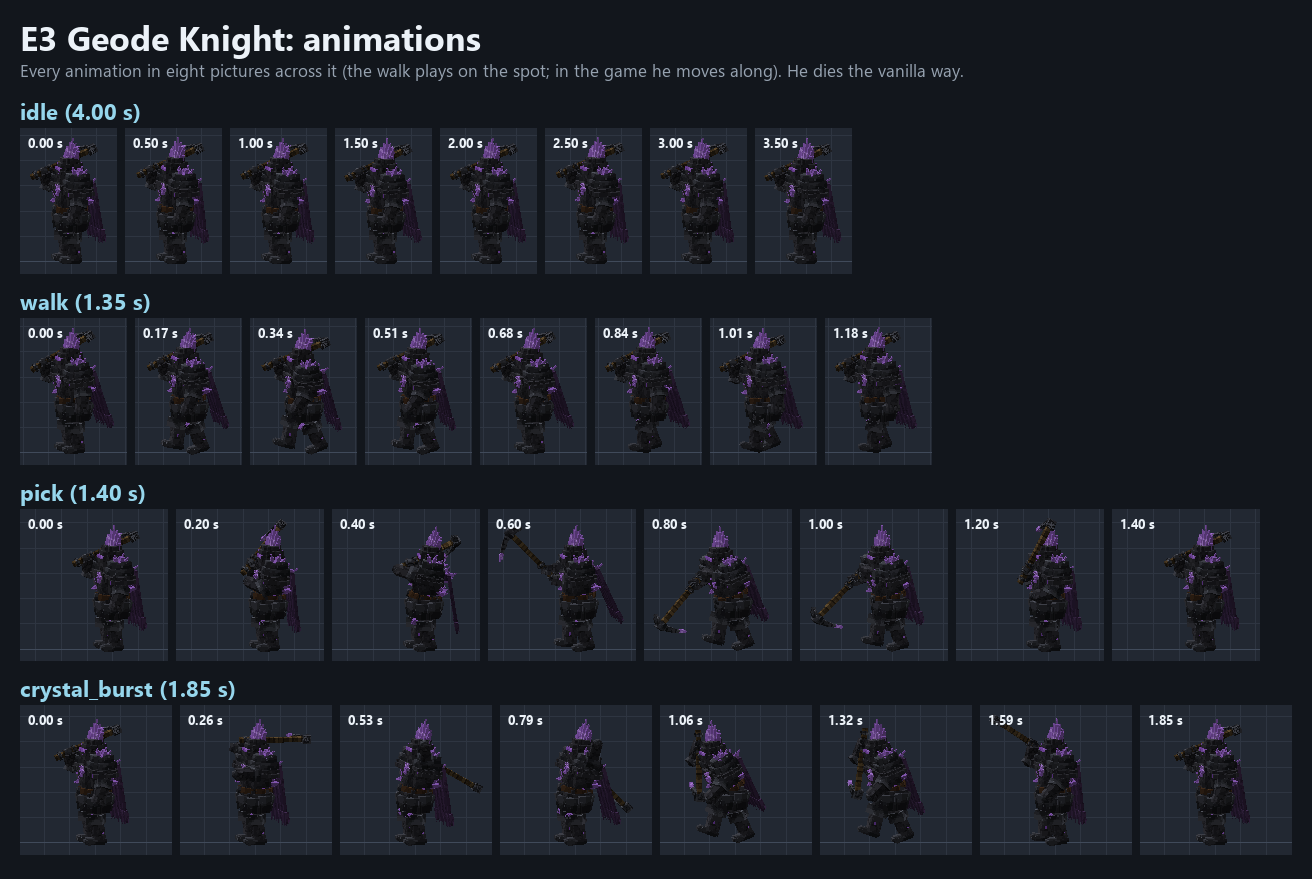 E3 Geode Knight: animations
Every animation in eight pictures across it (the walk plays on the spot; in the game he moves along). He dies the vanilla way.
idle (4.00 s)
0.00 s 0.50 s 1.00 s 1.50 s 2.00 s 2.50 s 3.00 s 3.50 s
walk (1.35 s)
0.00 s 0.17 s 0.34 s 0.51 s 0.68 s 0.84 s 1.01 s 1.18 s
pick (1.40 s)
0.00 s 0.20 s 0.40 s 0.60 s 0.80 s 1.00 s 1.20 s 1.40 s
crystal_burst (1.85 s)
0.00 s 0.26 s 0.53 s 0.79 s 1.06 s 1.32 s 1.59 s 1.85 s